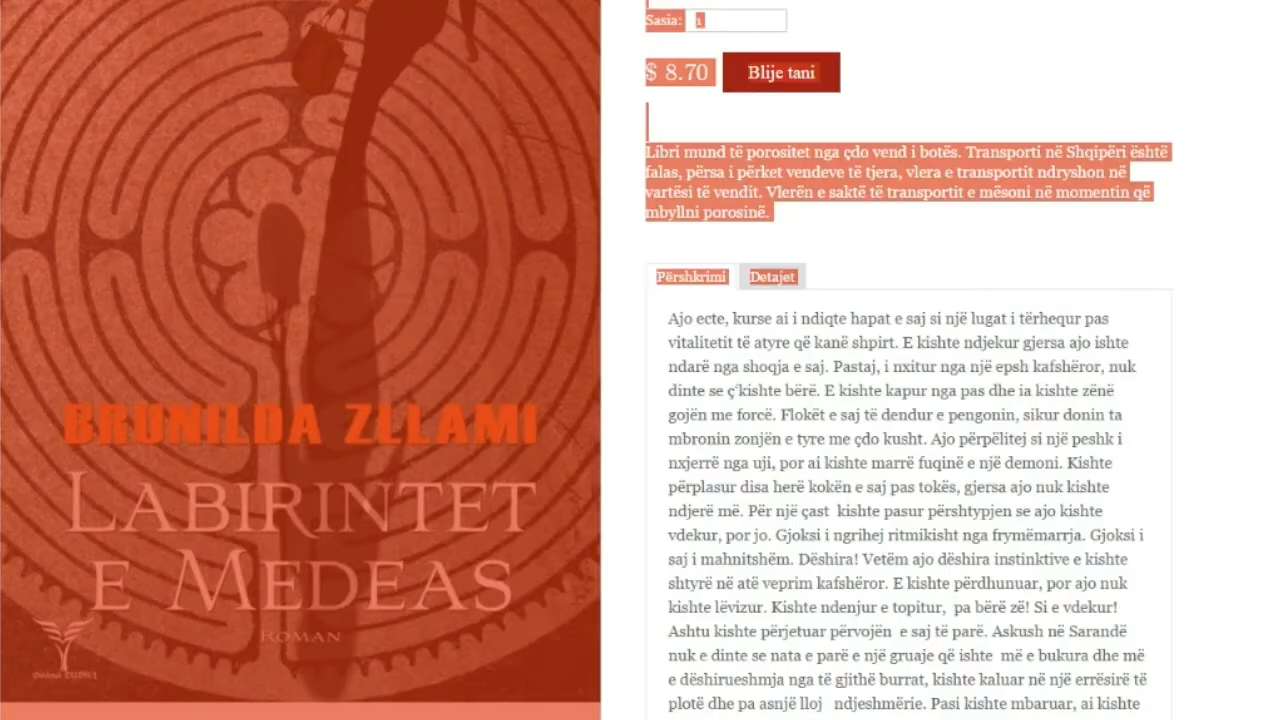 BRUNILDA ZLLAMI
LABIRINTET
E MEDEAS
ROMAN
Sasia: 1
$ 8.70 Blije tani
Libri mund të porositet nga çdo vend i botës. Transporti në Shqipëri është
falas, përsa i përket vendeve të tjera, vlera e transportit ndryshon në
vartësi të vendit. Vlerën e saktë të transportit e mësoni në momentin që
mbyllni porosinë.
Përshkrimi Detajet
Ajo ecte, kurse ai i ndiqte hapat e saj si një lugat i tërhequr pas
vitalitetit të atyre që kanë shpirt. E kishte ndjekur gjersa ajo ishte
ndarë nga shoqja e saj. Pastaj, i nxitur nga një epsh kafshëror, nuk
dinte se ç‘kishte bërë. E kishte kapur nga pas dhe ia kishte zënë
gojën me forcë. Flokët e saj të dendur e pengonin, sikur donin ta
mbronin zonjën e tyre me çdo kusht. Ajo përpëlitej si një peshk i
nxjerrë nga uji, por ai kishte marrë fuqinë e një demoni. Kishte
përplasur disa herë kokën e saj pas tokës, gjersa ajo nuk kishte
ndjerë më. Për një çast kishte pasur përshtypjen se ajo kishte
vdekur, por jo. Gjoksi i ngrihej ritmikisht nga frymëmarrja. Gjoksi i
saj i mahnitshëm. Dëshira! Vetëm ajo dëshira instinktive e kishte
shtyrë në atë veprim kafshëror. E kishte përdhunuar, por ajo nuk
kishte lëvizur. Kishte ndenjur e topitur, pa bërë zë! Si e vdekur!
Ashtu kishte përjetuar përvojën e saj të parë. Askush në Sarandë
nuk e dinte se nata e parë e një gruaje që ishte më e bukura dhe më
e dëshirueshmja nga të gjithë burrat, kishte kaluar në një errësirë të
plotë dhe pa asnjë lloj ndjeshmërie. Pasi kishte mbaruar, ai kishte